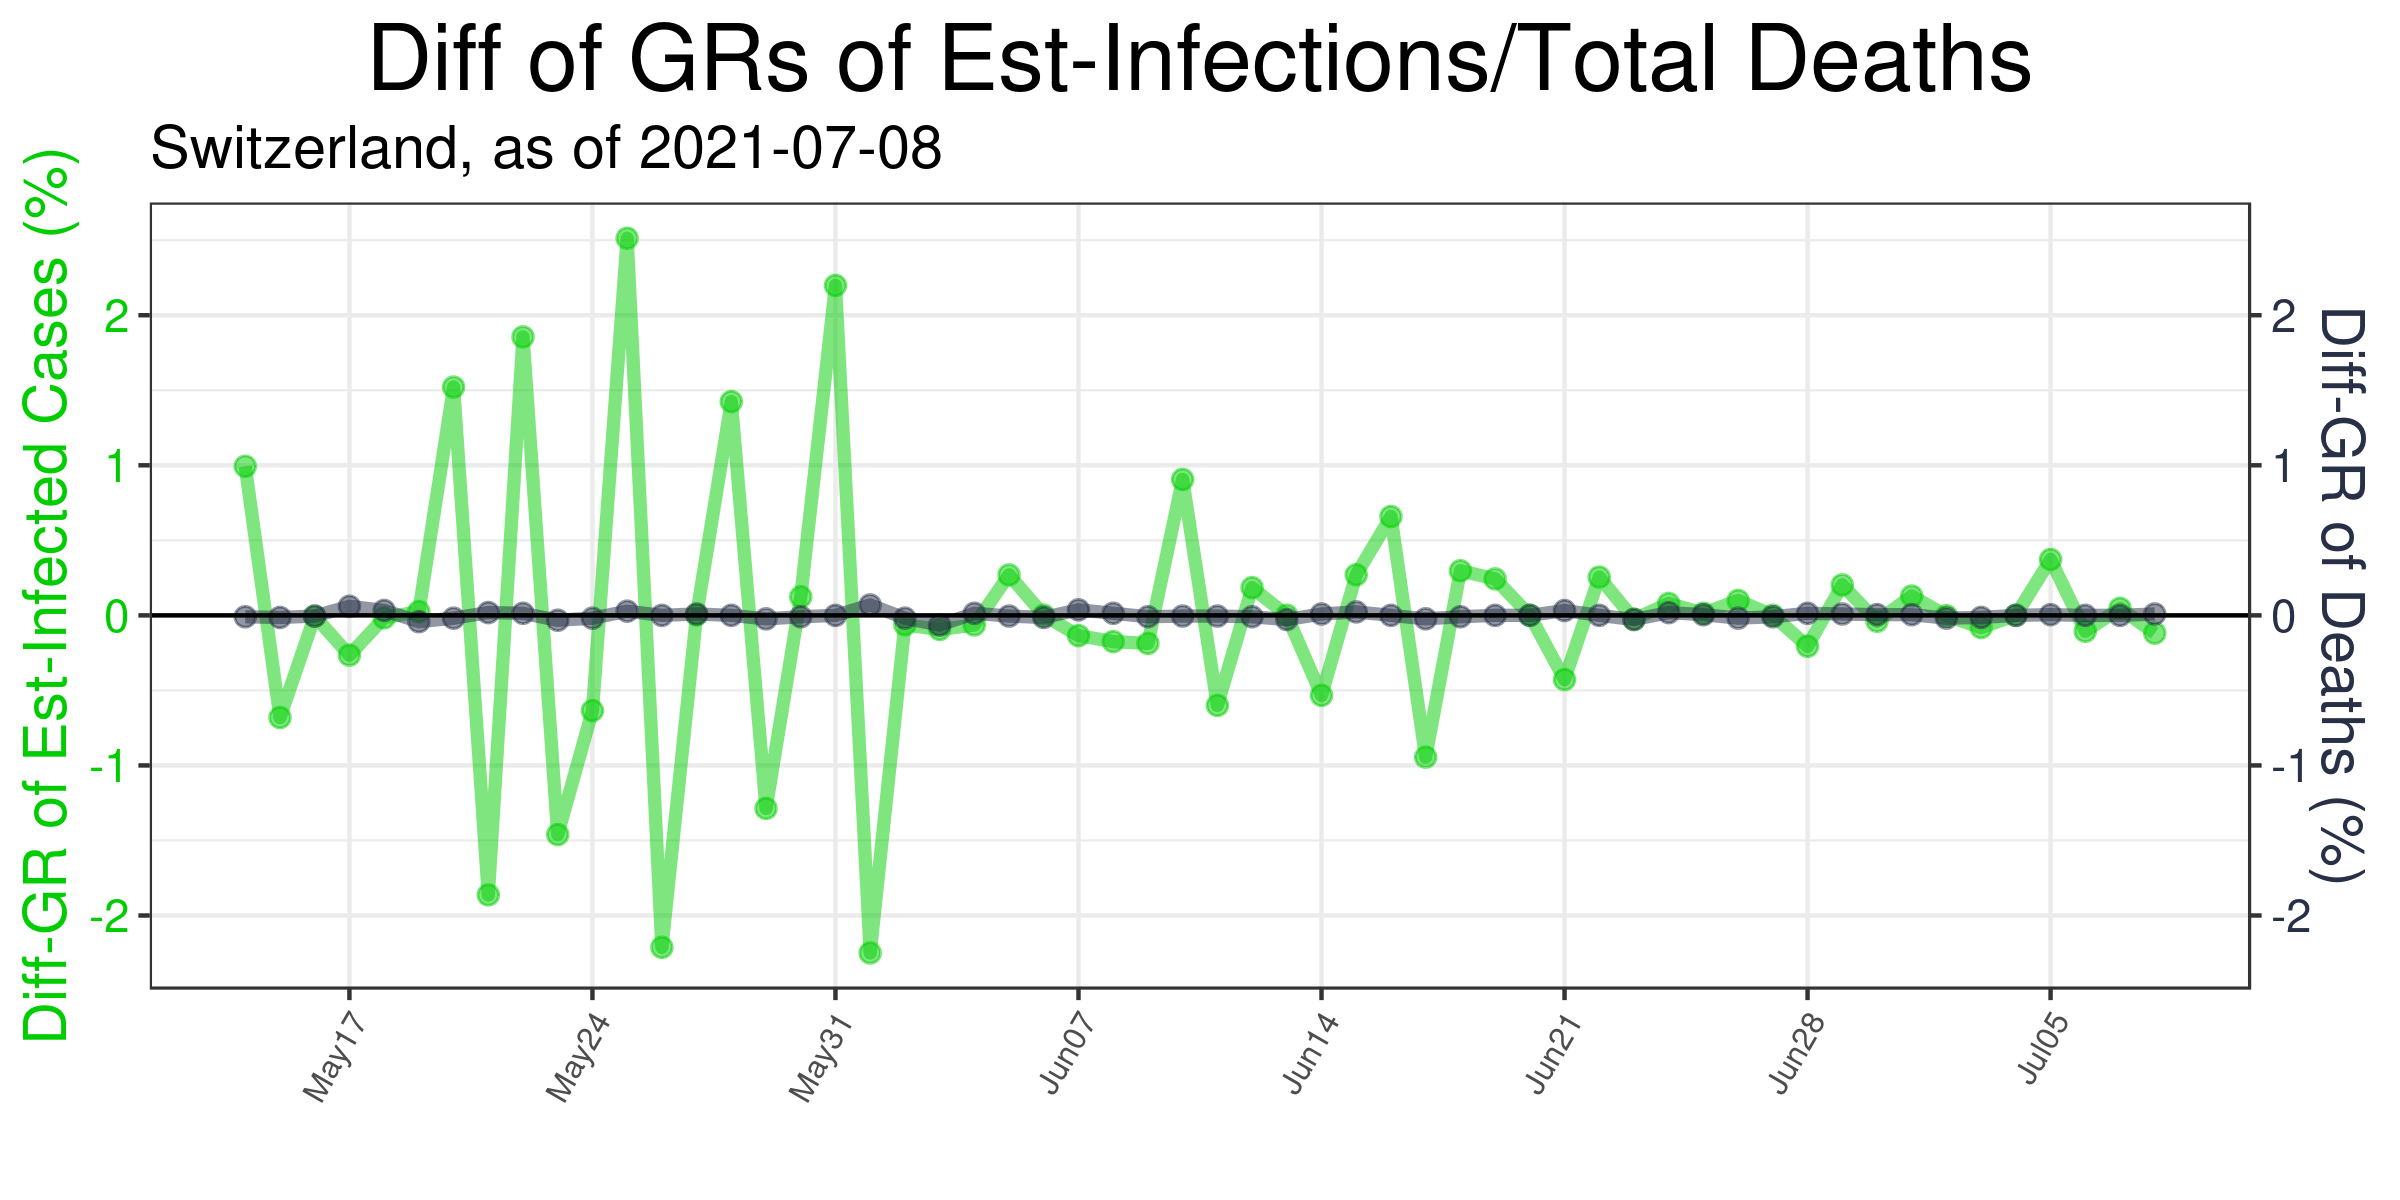 Diff of GRs of Est-Infections/Total Deaths
Switzerland, as of 2021-07-08
Diff-GR of Est-Infected Cases (%)
2
1
0
-1
-2
2
1
0
-1
-2
Diff-GR of Deaths (%)
May17
May24
May31
Jun07
Jun14
Jun21
Jun28
Jul05